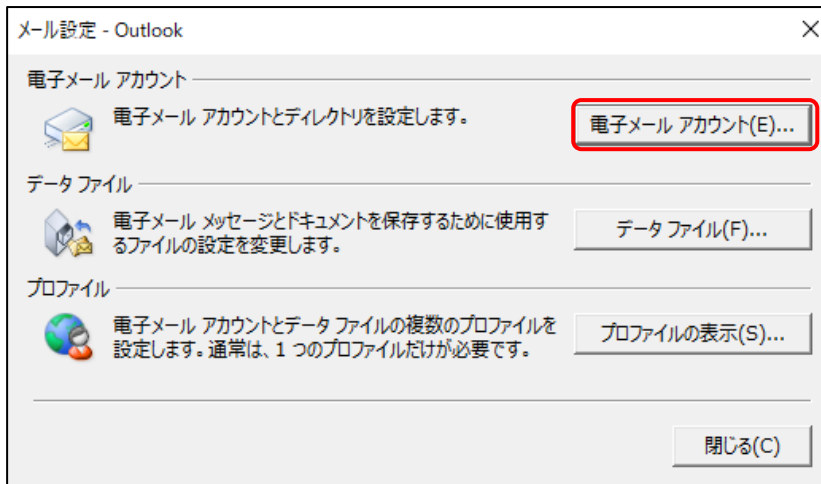 メール設定 - Outlook
電子メール アカウント
電子メール アカウントとディレクトリを設定します。
電子メール アカウント(E)...
データ ファイル
電子メール メッセージとドキュメントを保存するために使用す
るファイルの設定を変更します。
データ ファイル(F)...
プロファイル
電子メール アカウントとデータ ファイルの複数のプロファイルを
設定します。通常は、1 つのプロファイルだけが必要です。
プロファイルの表示(S)...
閉じる(C)